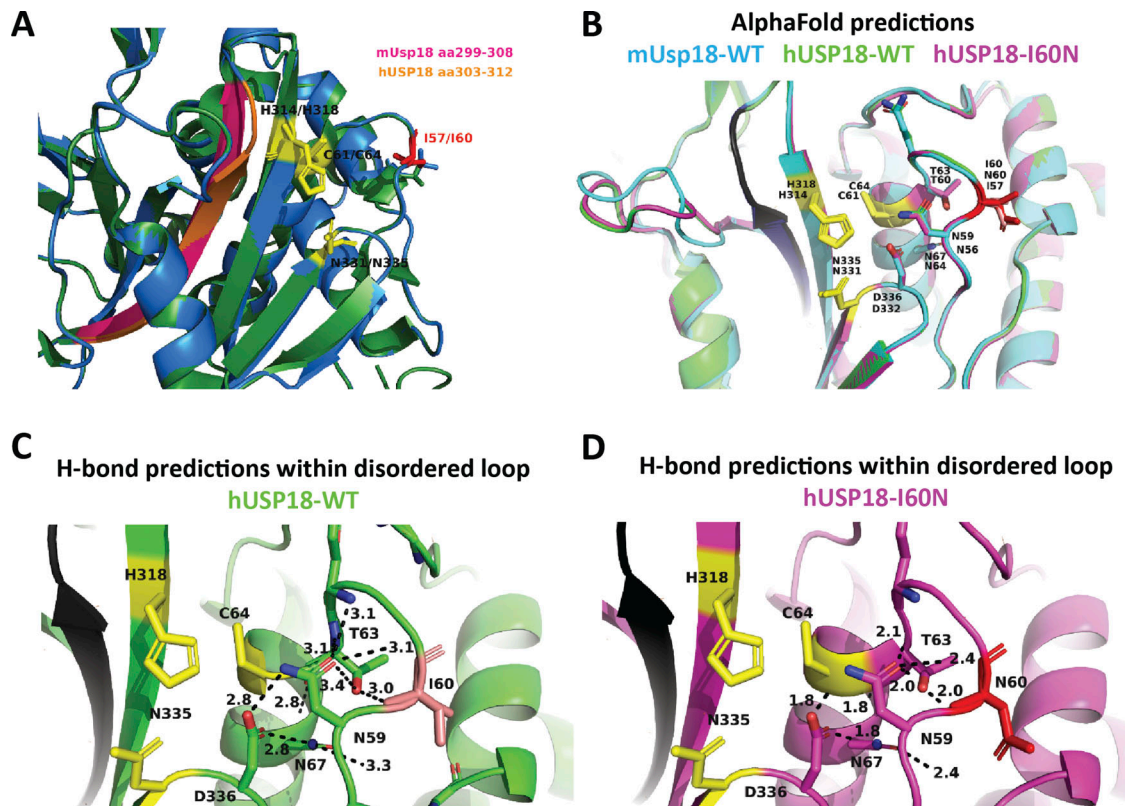 A
mUsp18 aa299-308
hUSP18 aa303-312
H314/H318
I57/I60
C61/C64
N331/N335
B
AlphaFold predictions
mUsp18-WT hUSP18-WT hUSP18-I60N
H318
H314
C64
C61
T63
T60
I60
N60
I57
N59
N56
N67
N64
N335
N331
D336
D332
C
H-bond predictions within disordered loop
hUSP18-WT
H318
C64
3.1
T63
3.1
3.1
3.4
3.0
I60
2.8
2.8
N335
N59
2.8
N67
3.3
D336
D
H-bond predictions within disordered loop
hUSP18-I60N
H318
C64
2.1
T63
2.4
2.0
2.0
N60
1.8
1.8
N335
1.8
N59
N67
2.4
D336